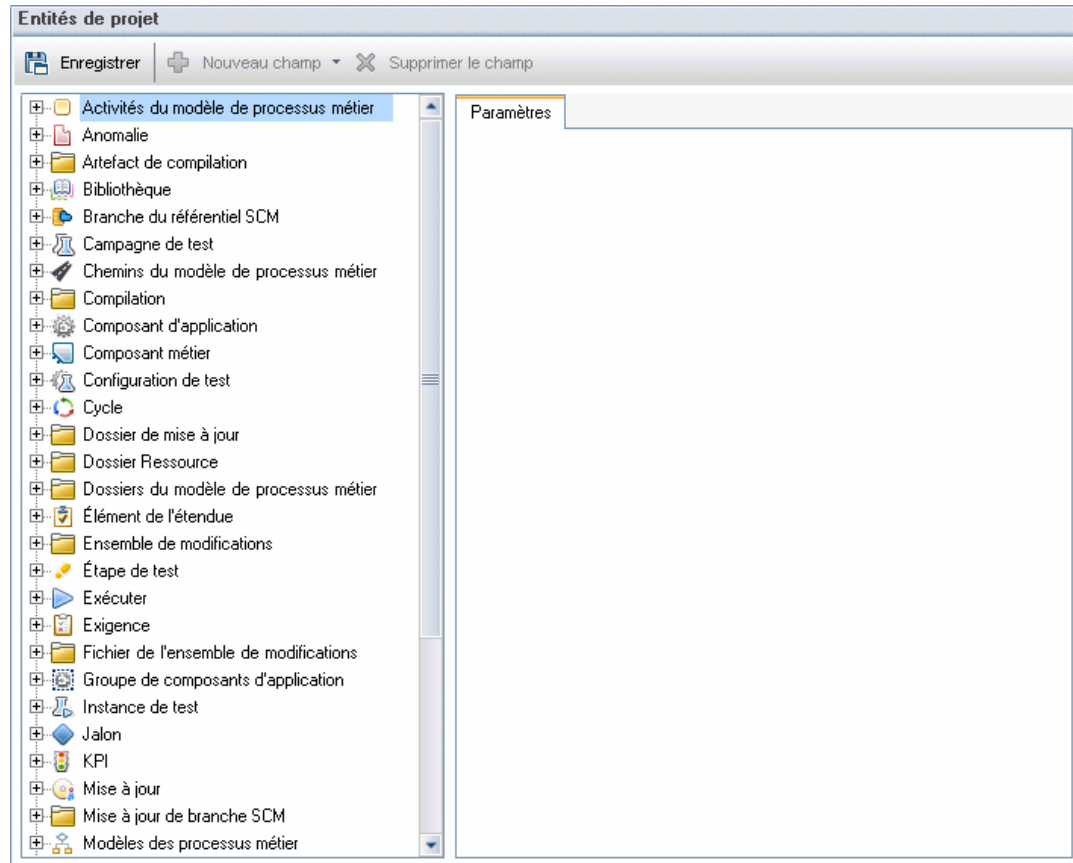 Entités de projet
Enregistrer Nouveau champ Supprimer le champ
Paramètres
Activités du modèle de processus métier
Anomalie
Artefact de compilation
Bibliothèque
Branche du référentiel SCM
Campagne de test
Chemins du modèle de processus métier
Compilation
Composant d'application
Composant métier
Configuration de test
Cycle
Dossier de mise à jour
Dossier Ressource
Dossiers du modèle de processus métier
Élément de l'étendue
Ensemble de modifications
Étape de test
Exécuter
Exigence
Fichier de l'ensemble de modifications
Groupe de composants d'application
Instance de test
Jalon
KPI
Mise à jour
Mise à jour de branche SCM
Modèles des processus métier